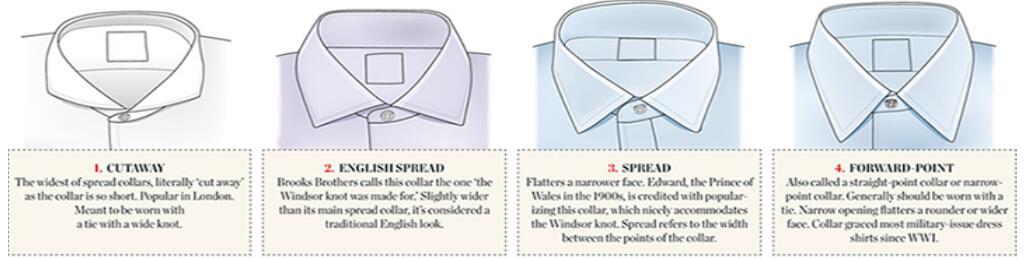 1. CUTAWAY
The widest of spread collars, literally 'cut away'
as the collar is so short. Popular in London.
Meant to be worn with
a tie with a wide knot.
2. ENGLISH SPREAD
Brooks Brothers calls this collar the one 'the
Windsor knot was made for.' Slightly wider
than its main spread collar, it's considered a
traditional English look.
3. SPREAD
Flatters a narrower face. Edward, the Prince of
Wales in the 1900s, is credited with popular-
izing this collar, which nicely accommodates
the Windsor knot. Spread refers to the width
between the points of the collar.
4. FORWARD-POINT
Also called a straight-point collar or narrow-
point collar. Generally should be worn with a
tie. Narrow opening flatters a rounder or wider
face. Collar graced most military-issue dress
shirts since WWI.